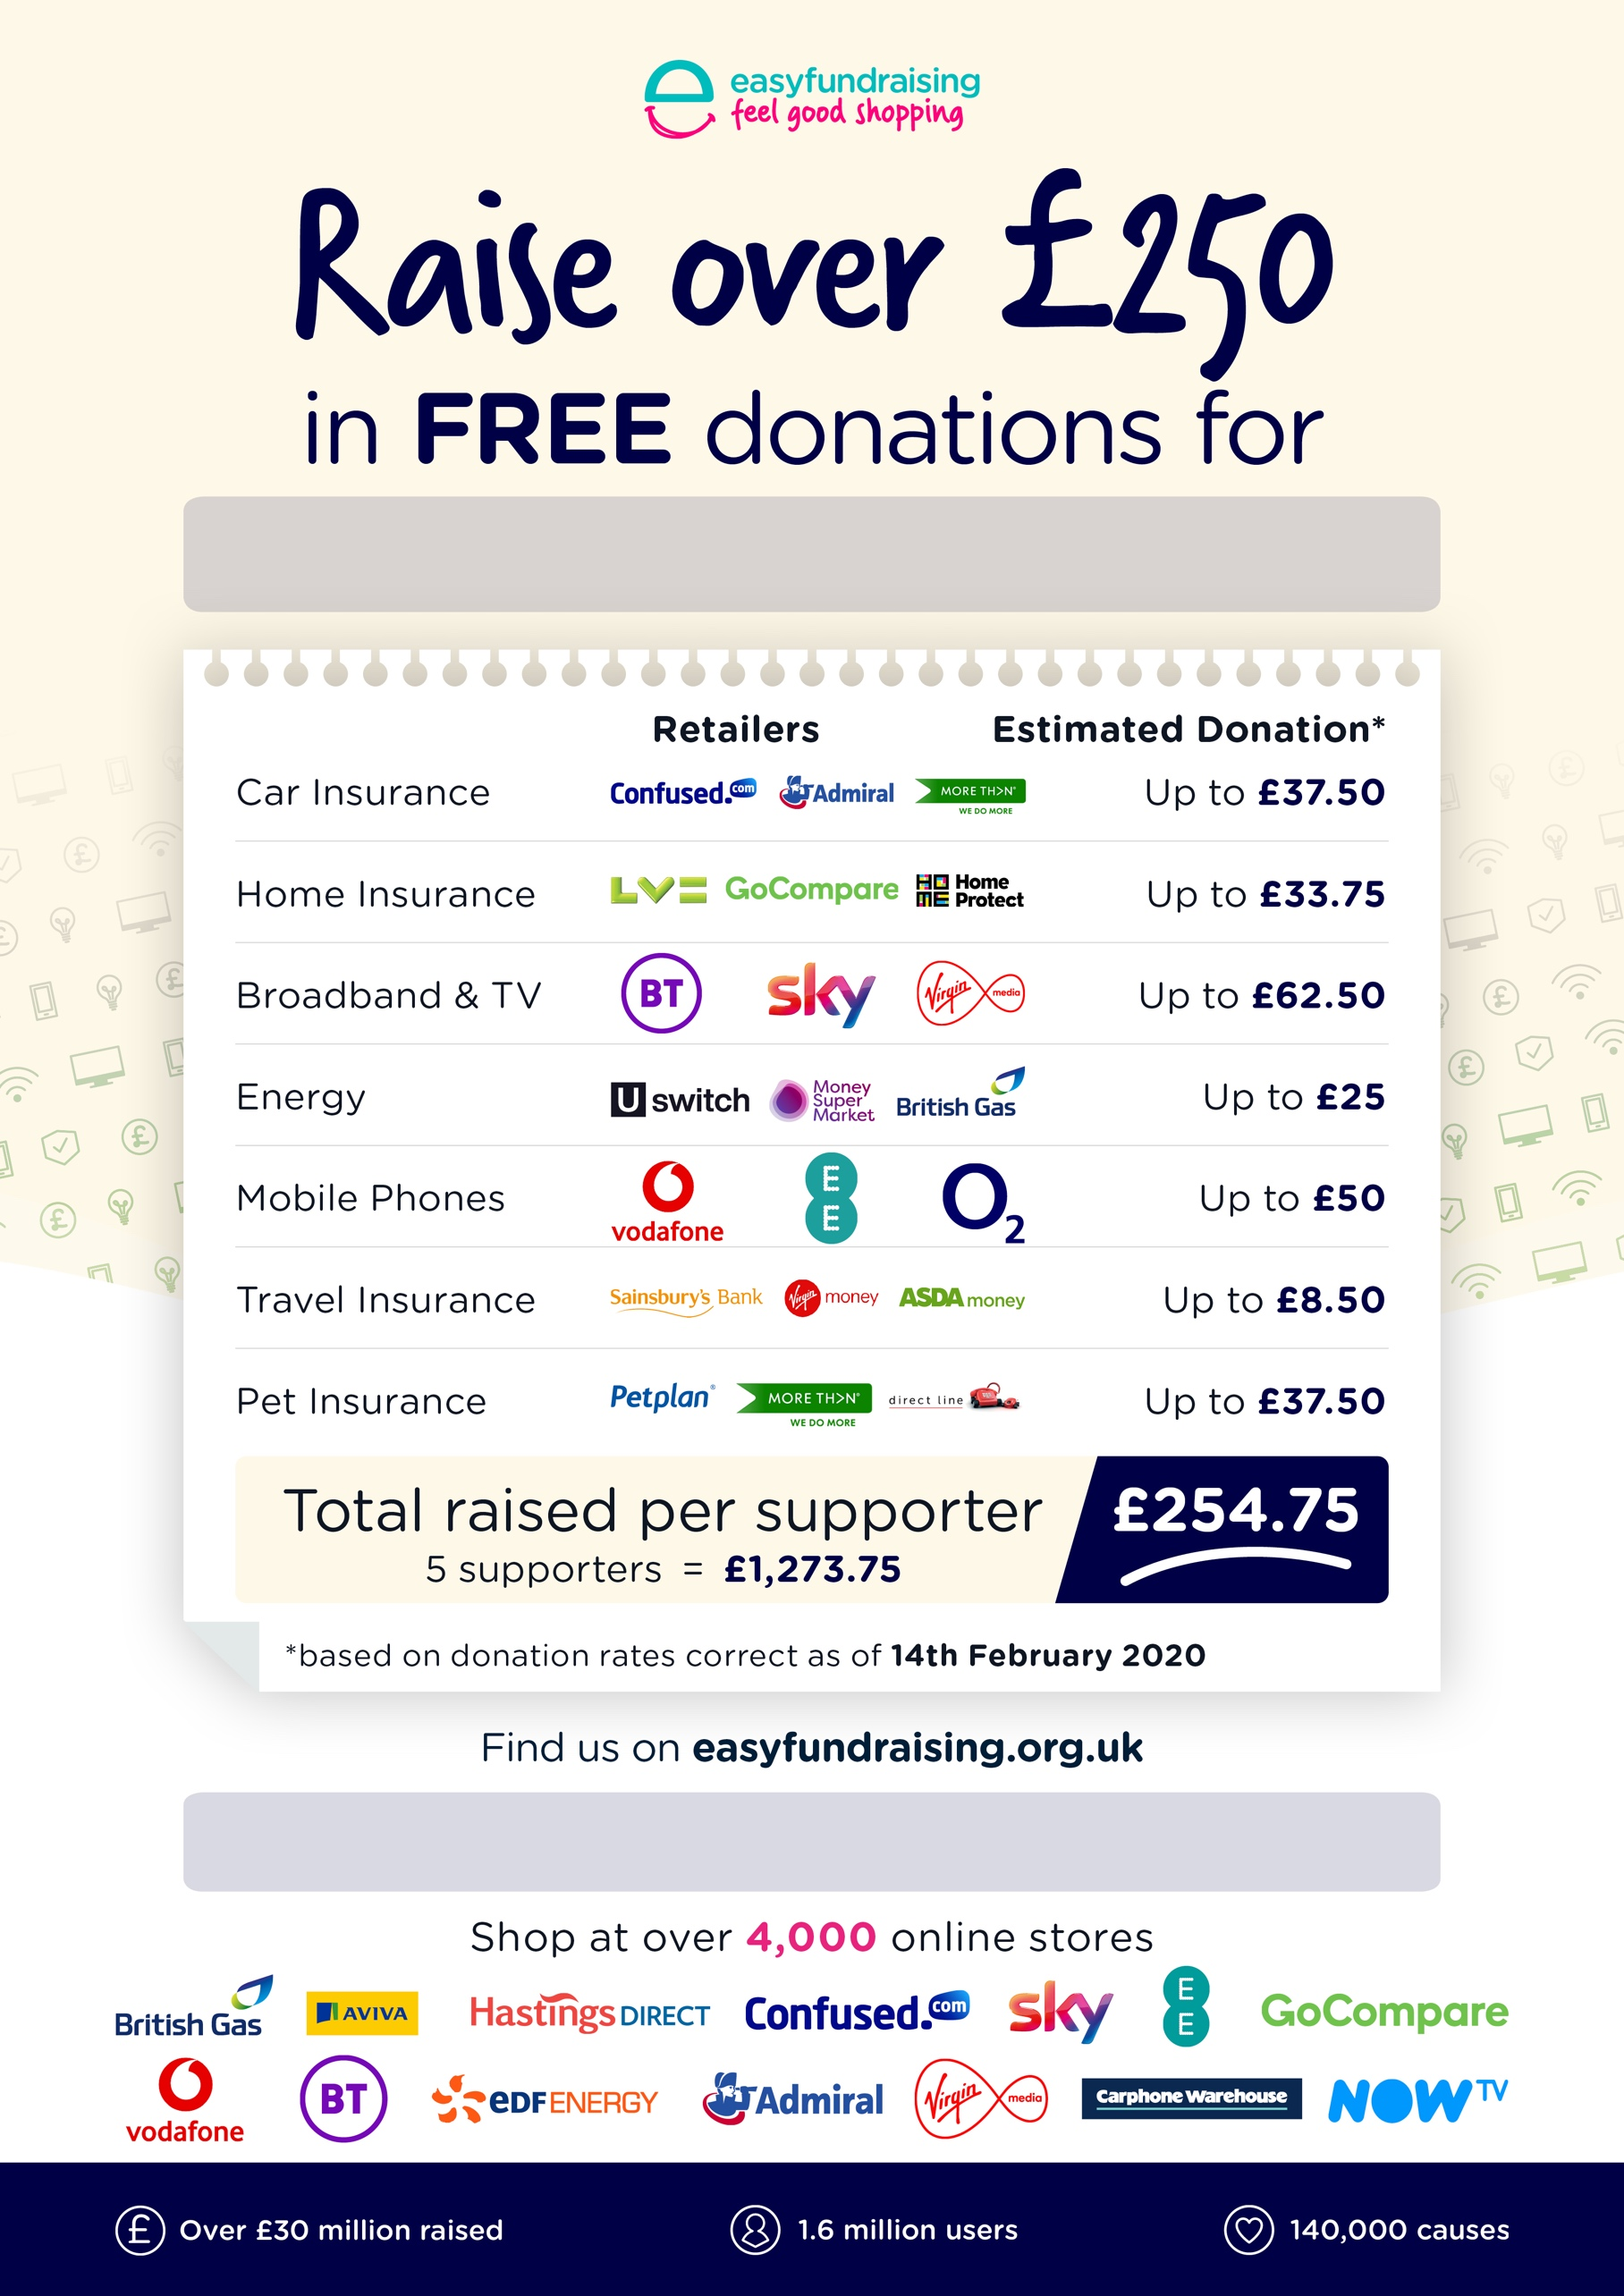 easyfundraising
feel good shopping
Raise over £250
in FREE donations for
Retailers Estimated Donation*
Car Insurance Confused.com Admiral MORE TH>N® WE DO MORE Up to £37.50
Home Insurance LV= GoCompare HOME Home Protect Up to £33.75
Broadband & TV BT sky Virgin media Up to £62.50
Energy Uswitch Money Super Market British Gas Up to £25
Mobile Phones vodafone EE O2 Up to £50
Travel Insurance Sainsbury's Bank Virgin money ASDA money Up to £8.50
Pet Insurance Petplan® MORE TH>N® WE DO MORE direct line Up to £37.50
Total raised per supporter £254.75
5 supporters = £1,273.75
*based on donation rates correct as of 14th February 2020
Find us on easyfundraising.org.uk
Shop at over 4,000 online stores
British Gas AVIVA Hastings DIRECT Confused.com sky EE GoCompare
vodafone BT eDF ENERGY Admiral Virgin media Carphone Warehouse NOW TV
£ Over £30 million raised 1.6 million users 140,000 causes